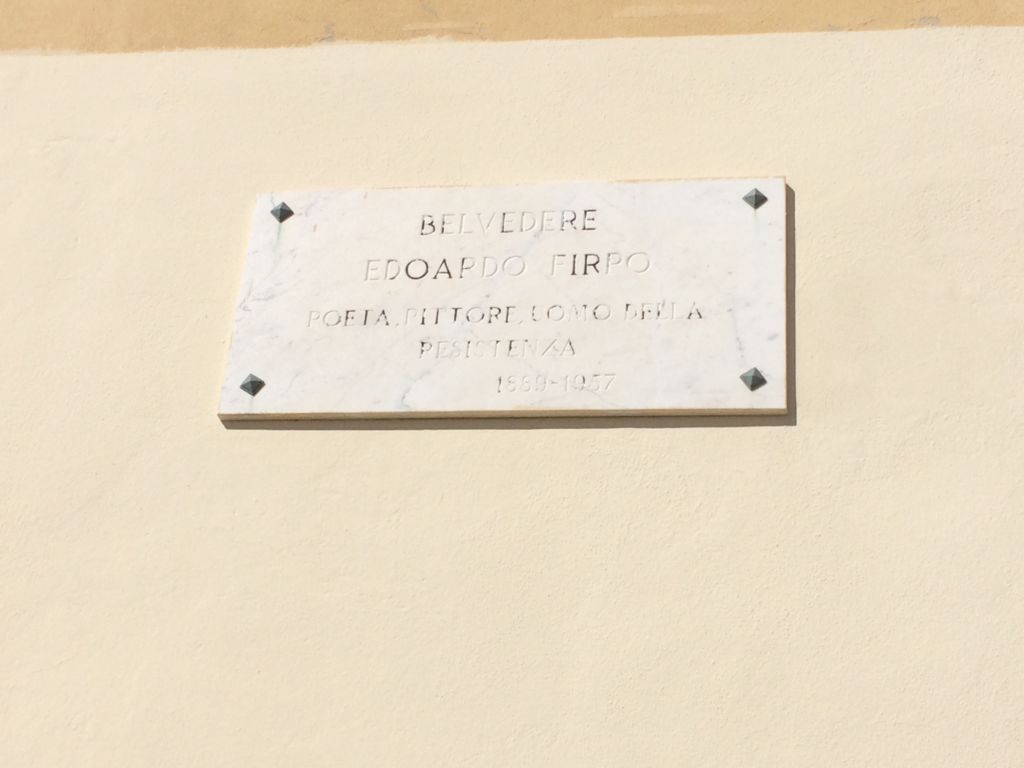 BELVEDERE
EDOARDO FIRPO
POETA, PITTORE, UOMO DELLA
RESISTENZA
1889-1957